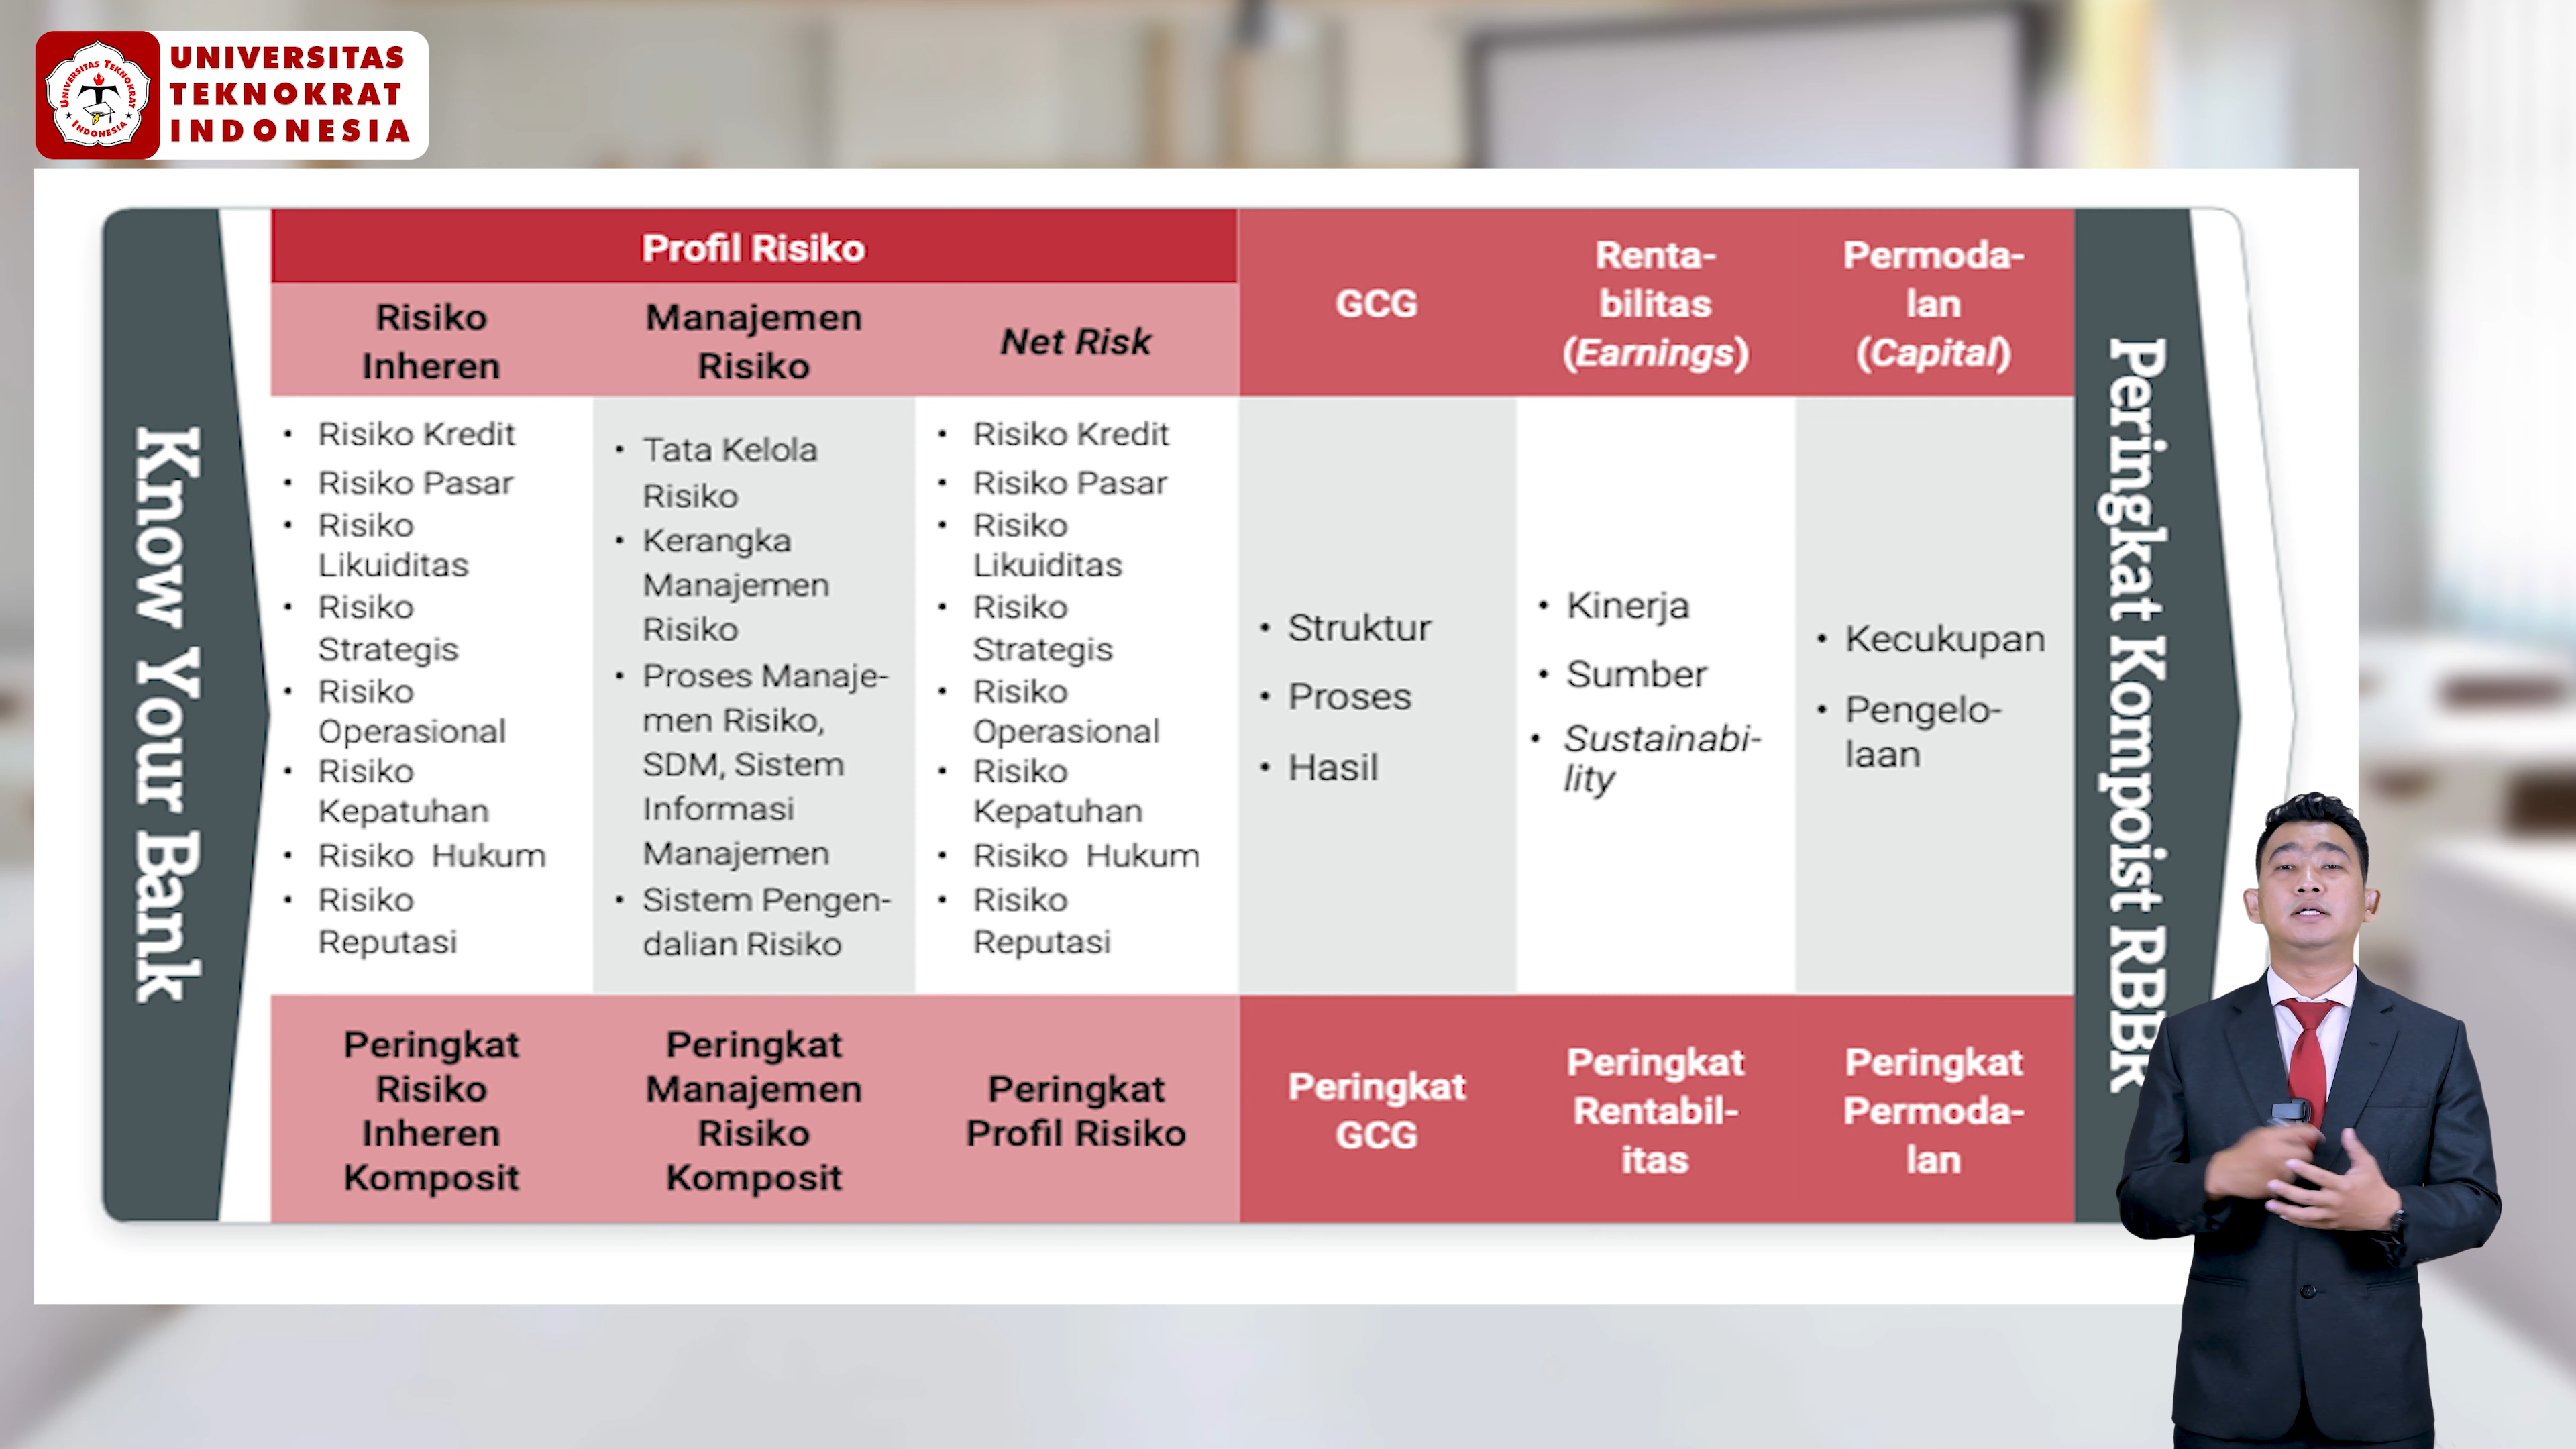 UNIVERSITAS
TEKNOKRAT
INDONESIA
UNIVERSITAS TEKNOKRAT
INDONESIA
Know Your Bank
Profil Risiko
Risiko
Inheren
Manajemen
Risiko
Net Risk
GCG
Renta-
bilitas
(Earnings)
Permoda-
lan
(Capital)
• Risiko Kredit
• Risiko Pasar
• Risiko
Likuiditas
• Risiko
Strategis
• Risiko
Operasional
• Risiko
Kepatuhan
• Risiko Hukum
• Risiko
Reputasi
• Tata Kelola
Risiko
• Kerangka
Manajemen
Risiko
• Proses Manaje-
men Risiko,
SDM, Sistem
Informasi
Manajemen
• Sistem Pengen-
dalian Risiko
• Risiko Kredit
• Risiko Pasar
• Risiko
Likuiditas
• Risiko
Strategis
• Risiko
Operasional
• Risiko
Kepatuhan
• Risiko Hukum
• Risiko
Reputasi
• Struktur
• Proses
• Hasil
• Kinerja
• Sumber
• Sustainabi-
lity
• Kecukupan
• Pengelo-
laan
Peringkat
Risiko
Inheren
Komposit
Peringkat
Manajemen
Risiko
Komposit
Peringkat
Profil Risiko
Peringkat
GCG
Peringkat
Rentabil-
itas
Peringkat
Permoda-
lan
Peringkat Kompoist RBBR